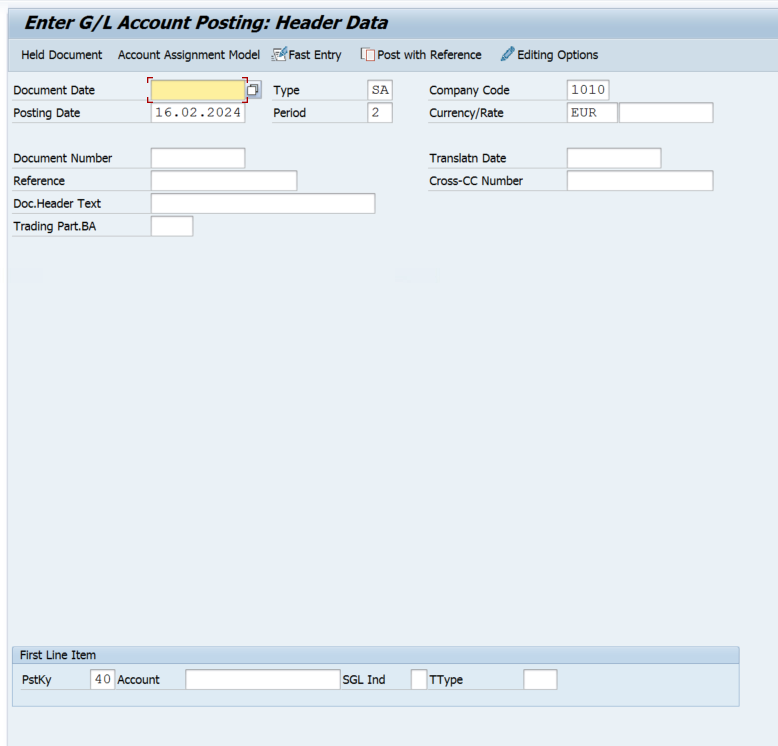 Enter G/L Account Posting: Header Data
Held Document Account Assignment Model Fast Entry Post with Reference Editing Options
Document Date Type SA Company Code 1010
Posting Date 16.02.2024 Period 2 Currency/Rate EUR
Document Number Translatn Date
Reference Cross-CC Number
Doc.Header Text
Trading Part.BA
First Line Item
PstKy 40 Account SGL Ind TType